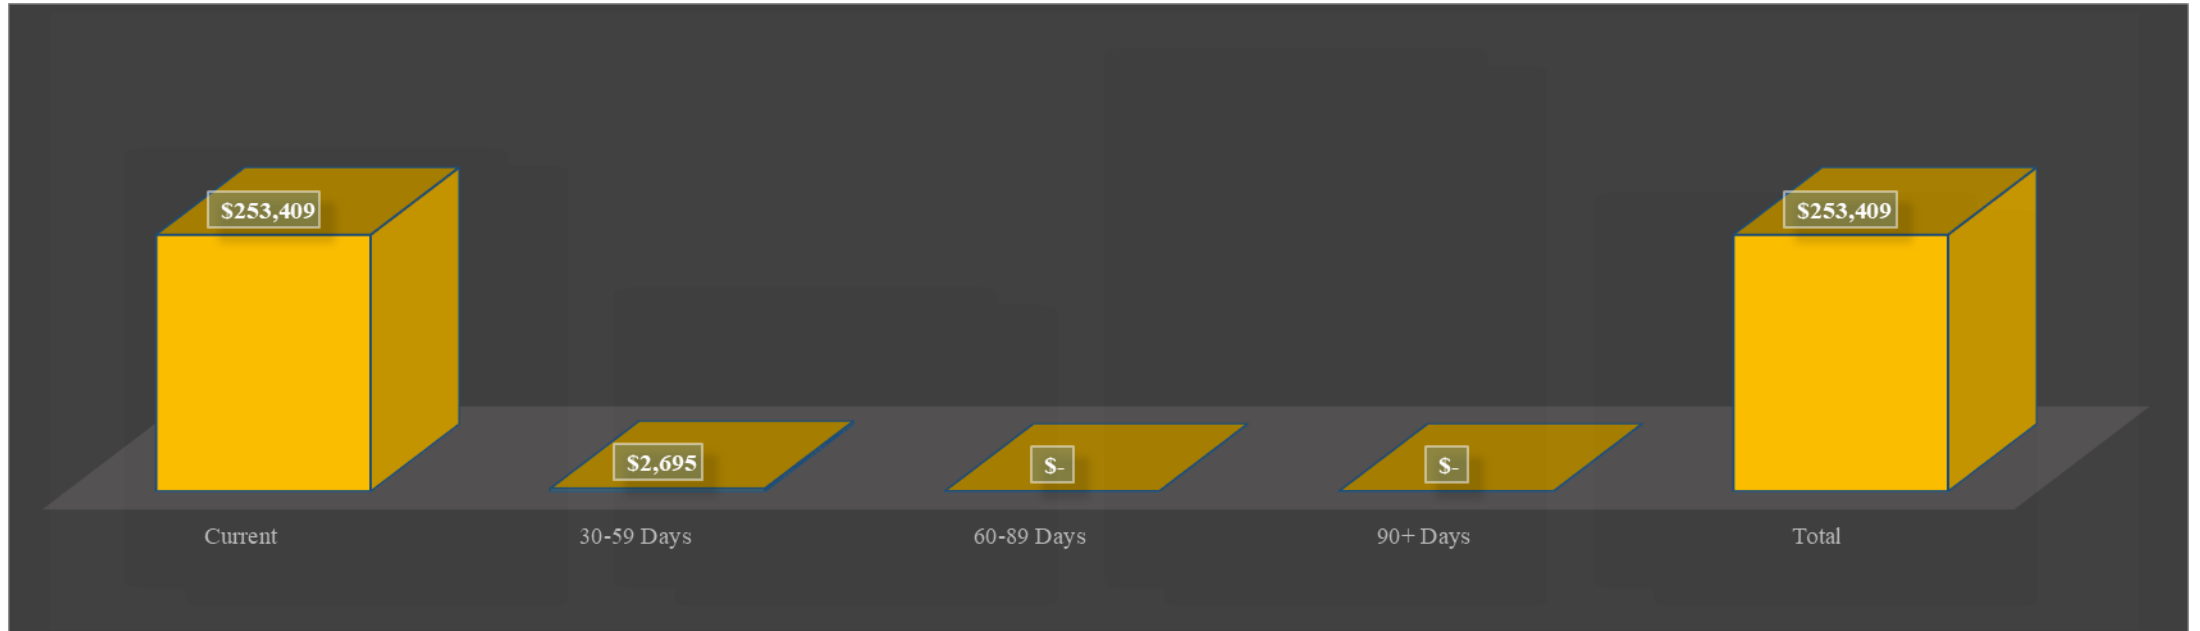 $253,409
$253,409
$2,695
$-
$-
Current
30-59 Days
60-89 Days
90+ Days
Total